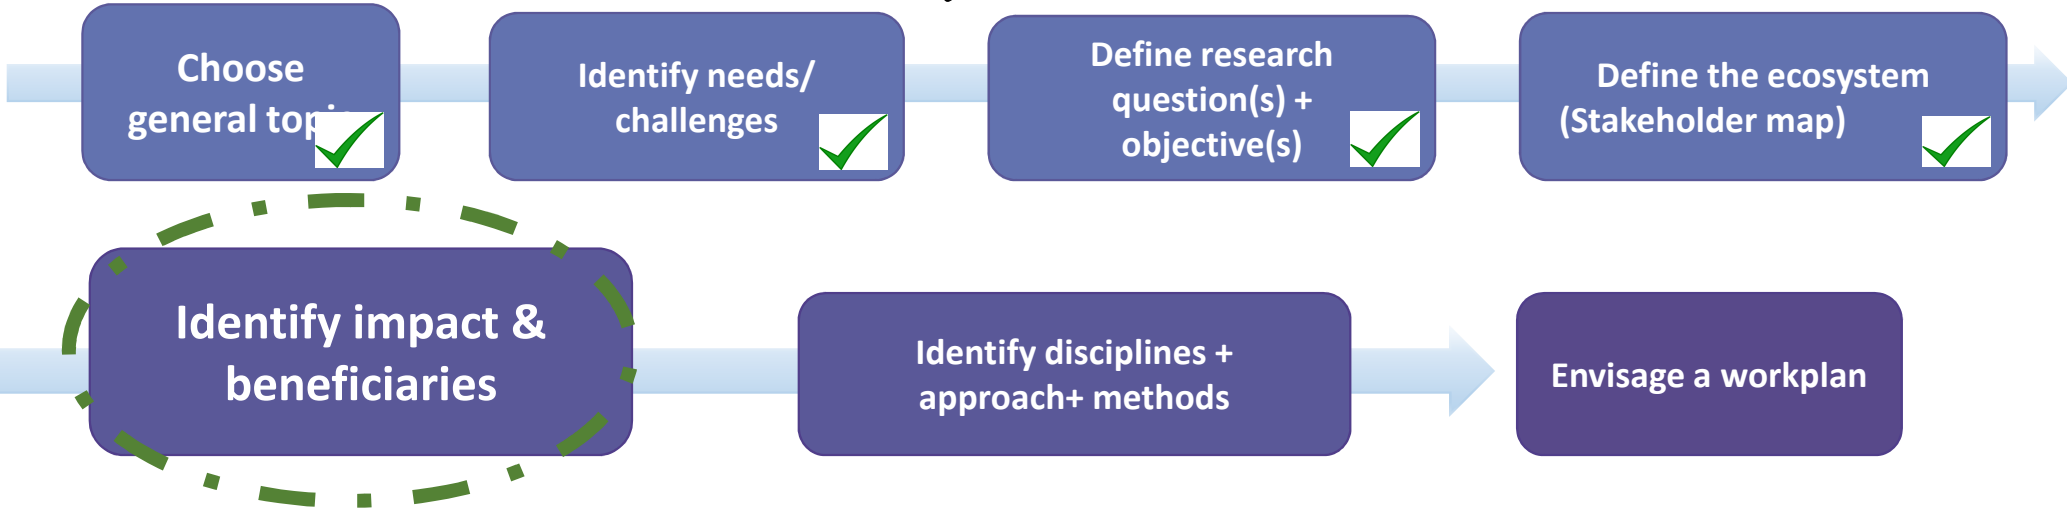 Choose
general topic
Identify needs/
challenges
Define research
question(s) +
objective(s)
Define the ecosystem
(Stakeholder map)
Identify impact &
beneficiaries
Identify disciplines +
approach+ methods
Envisage a workplan